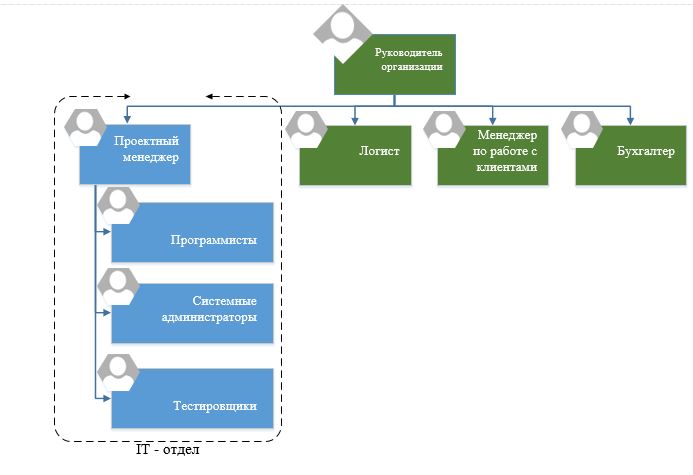 Руководитель
организации
Проектный
менеджер
Логист
Менеджер
по работе с
клиентами
Бухгалтер
Программисты
Системные
администраторы
Тестировщики
IT - отдел